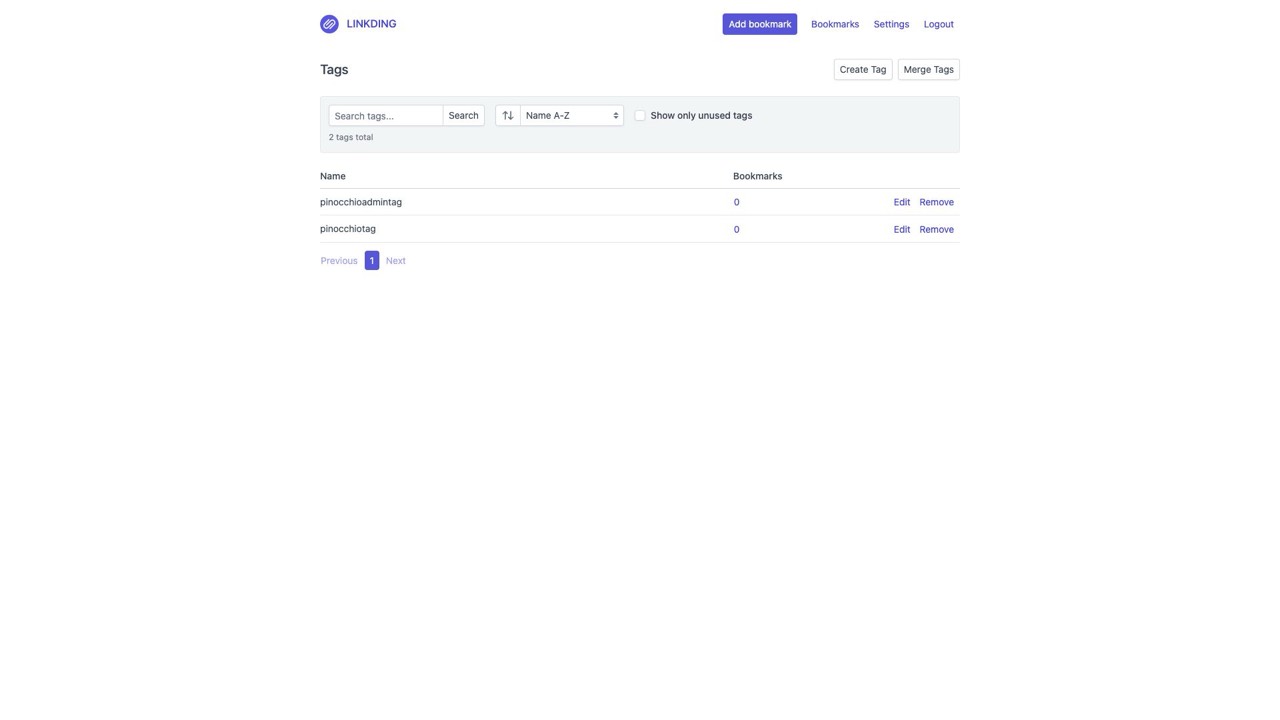 LINKDING
Add bookmark Bookmarks Settings Logout
Tags
Create Tag Merge Tags
Search tags... Search Name A-Z Show only unused tags
2 tags total
Name Bookmarks
pinocchioadmintag 0 Edit Remove
pinocchiotag 0 Edit Remove
Previous 1 Next